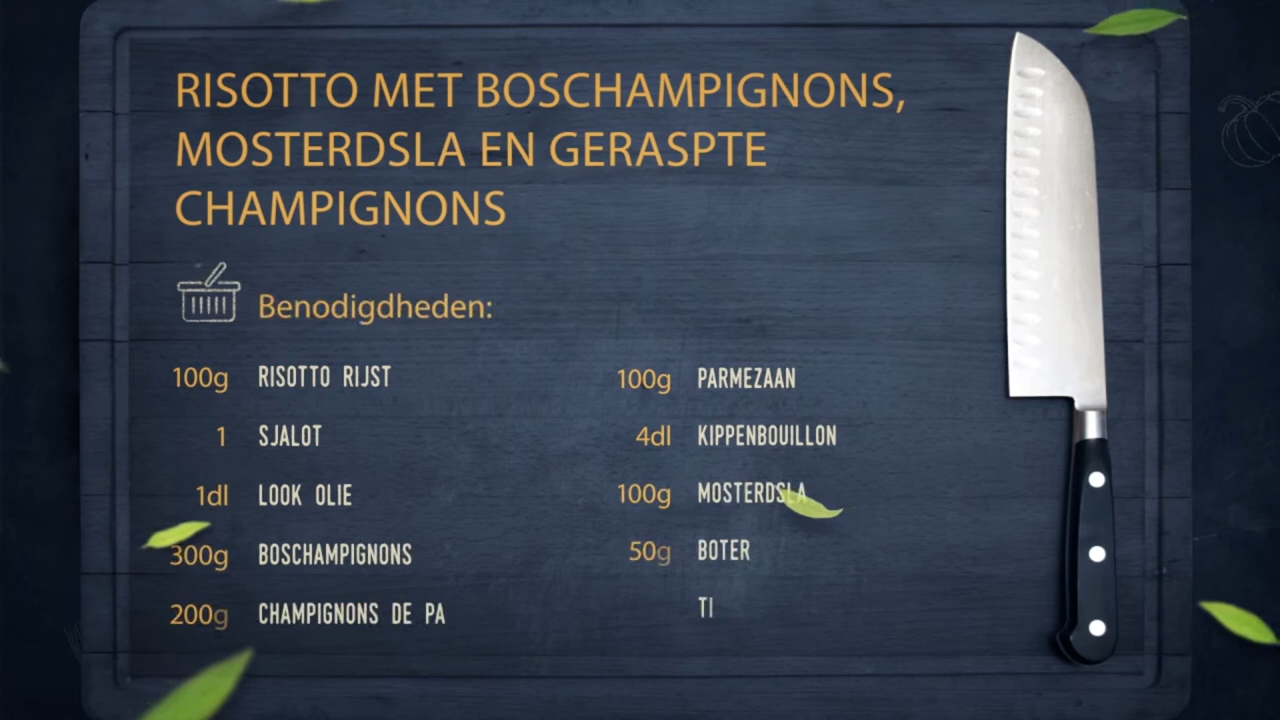 RISOTTO MET BOSCHAMPIGNONS,
MOSTERDSLA EN GERASPTE
CHAMPIGNONS
Benodigdheden:
100g RISOTTO RIJST
1 SJALOT
1dl LOOK OLIE
300g BOSCHAMPIGNONS
200g CHAMPIGNONS DE PA
100g PARMEZAAN
4dl KIPPENBOUILLON
100g MOSTERDSLA
50g BOTER
TI